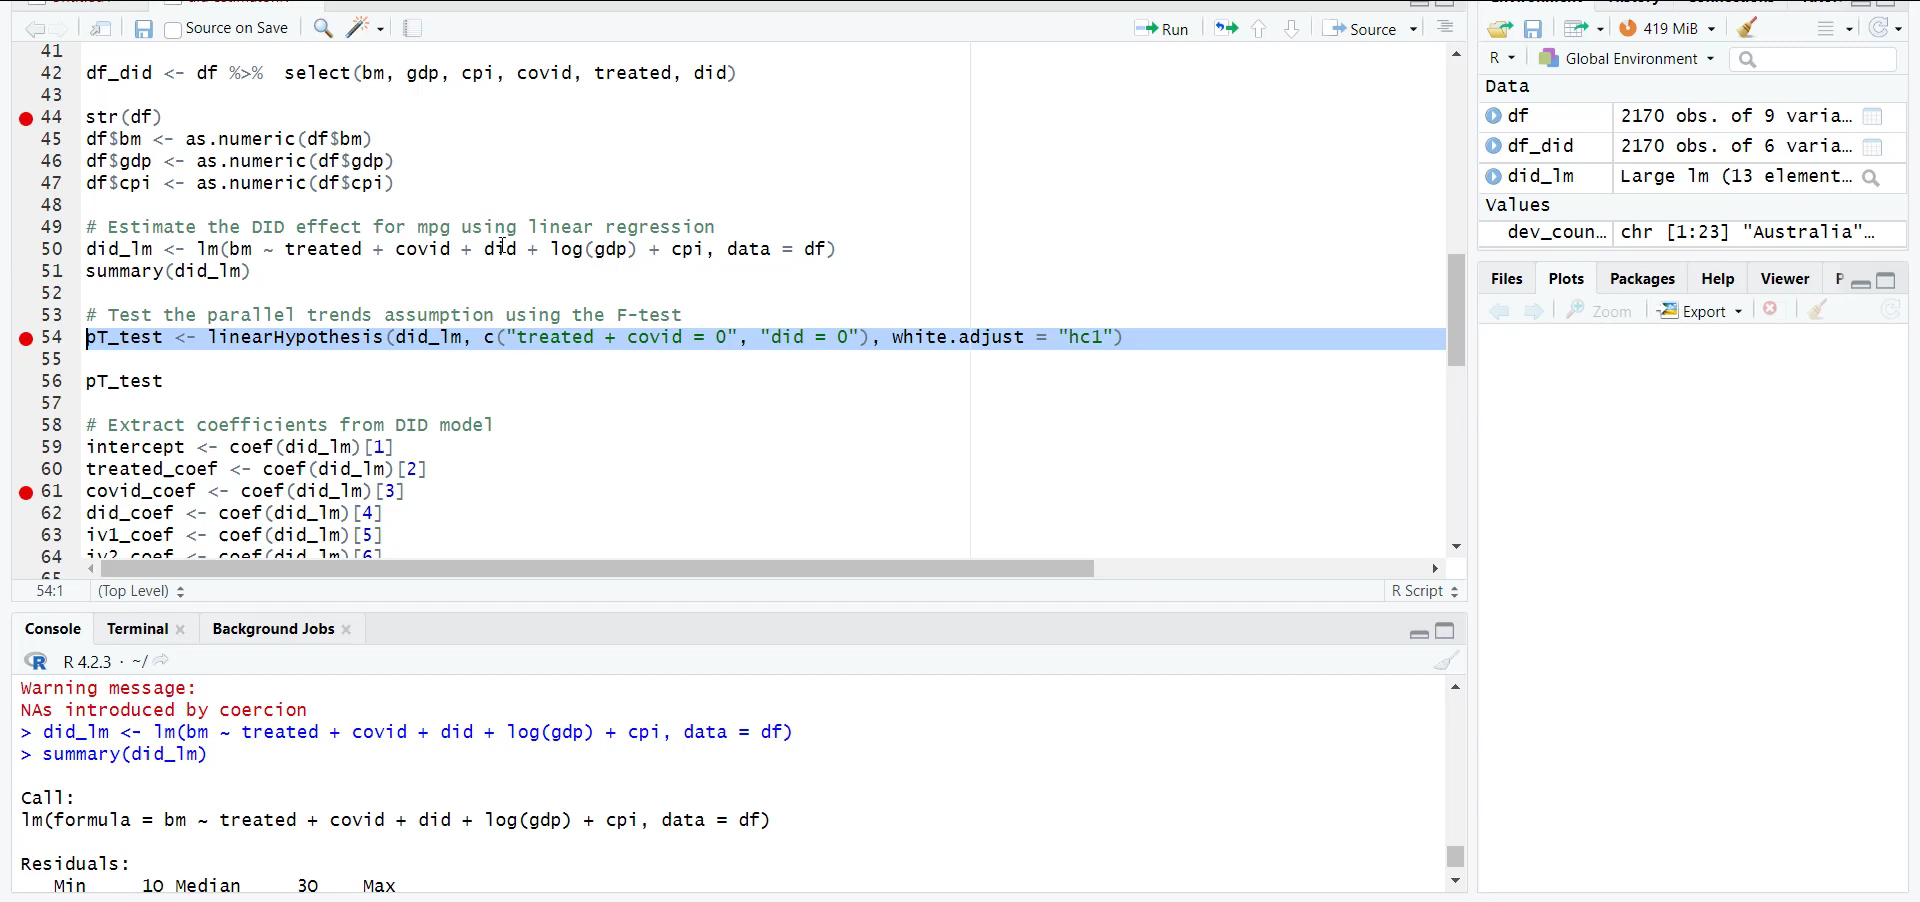 Source on Save
Run
Source
41
42 df_did <- df %>% select(bm, gdp, cpi, covid, treated, did)
43
44 str(df)
45 df$bm <- as.numeric(df$bm)
46 df$gdp <- as.numeric(df$gdp)
47 df$cpi <- as.numeric(df$cpi)
48
49 # Estimate the DID effect for mpg using linear regression
50 did_lm <- lm(bm ~ treated + covid + did + log(gdp) + cpi, data = df)
51 summary(did_lm)
52
53 # Test the parallel trends assumption using the F-test
54 pT_test <- linearHypothesis(did_lm, c("treated + covid = 0", "did = 0"), white.adjust = "hc1")
55
56 pT_test
57
58 # Extract coefficients from DID model
59 intercept <- coef(did_lm)[1]
60 treated_coef <- coef(did_lm)[2]
61 covid_coef <- coef(did_lm)[3]
62 did_coef <- coef(did_lm)[4]
63 iv1_coef <- coef(did_lm)[5]
64 iv2_coef <- coef(did_lm)[6]
65
54:1 (Top Level) R Script
Console Terminal Background Jobs
R 4.2.3 · ~/
Warning message:
NAs introduced by coercion
> did_lm <- lm(bm ~ treated + covid + did + log(gdp) + cpi, data = df)
> summary(did_lm)
Call:
lm(formula = bm ~ treated + covid + did + log(gdp) + cpi, data = df)
Residuals:
Min 1Q Median 3Q Max
419 MiB
R Global Environment
Data
df 2170 obs. of 9 varia…
df_did 2170 obs. of 6 varia…
did_lm Large lm (13 element…
Values
dev_coun… chr [1:23] "Australia"…
Files Plots Packages Help Viewer P
Zoom Export